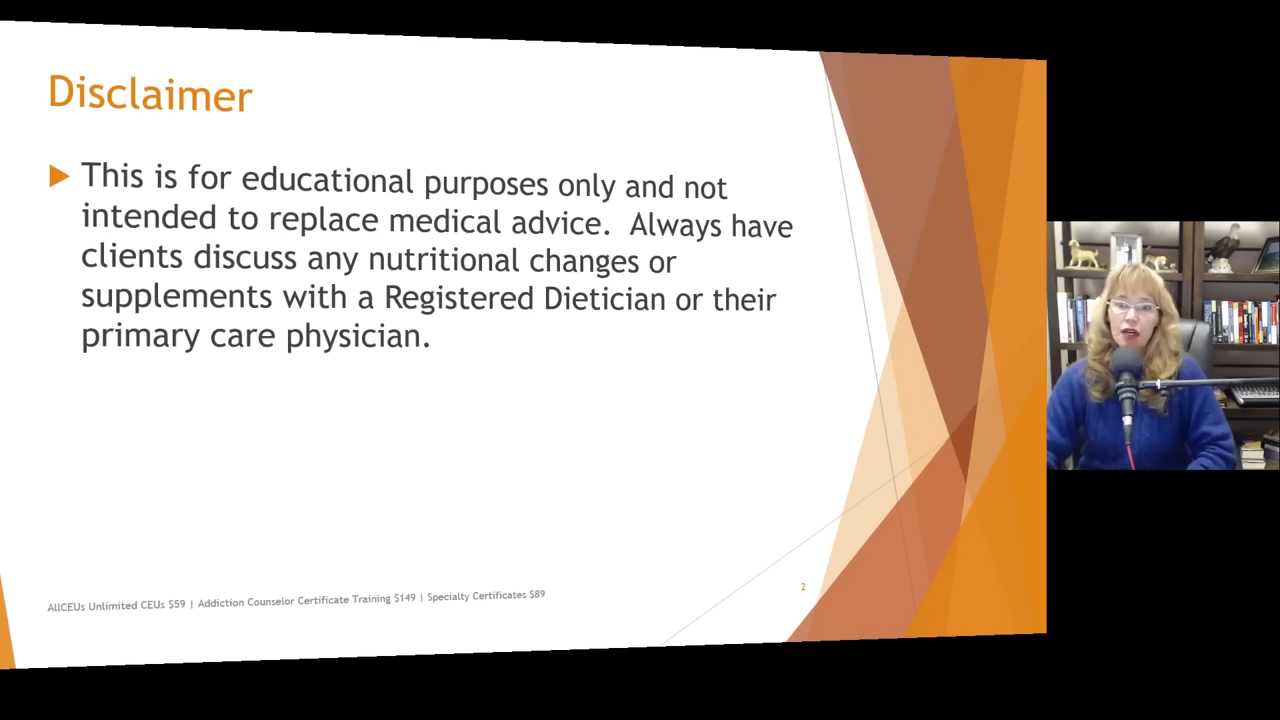 Disclaimer
This is for educational purposes only and not
intended to replace medical advice.  Always have
clients discuss any nutritional changes or
supplements with a Registered Dietician or their
primary care physician.
AllCEUs Unlimited CEUs $59 | Addiction Counselor Certificate Training $149 | Specialty Certificates $89
2